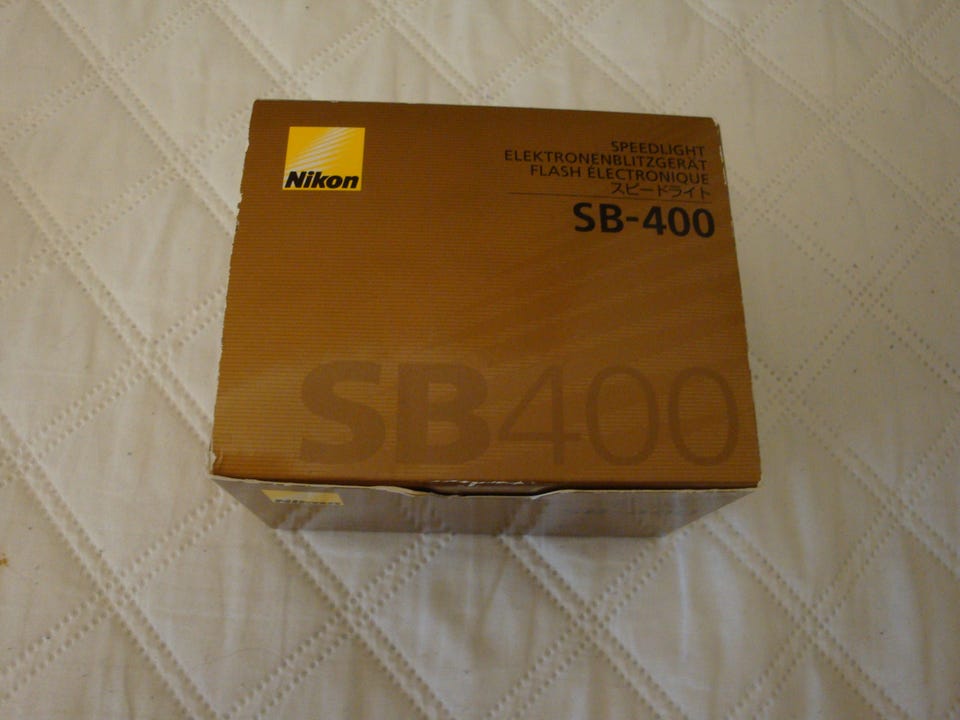 Nikon
SPEEDLIGHT
ELEKTRONENBLITZGERÄT
FLASH ÉLECTRONIQUE
スピードライト
SB-400
SB400